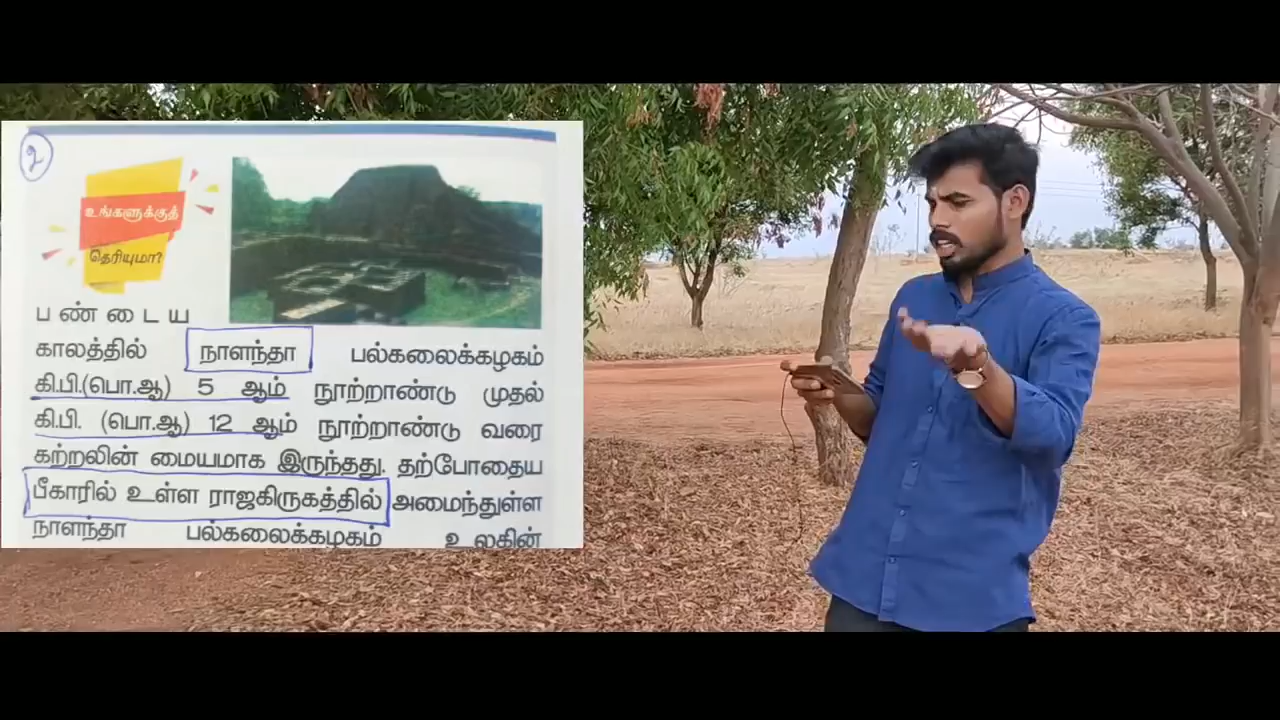 2
உங்களுக்குத்
தெரியுமா?
பண்டைய
காலத்தில் நாளந்தா பல்கலைக்கழகம்
கி.பி.(பொ.ஆ) 5 ஆம் நூற்றாண்டு முதல்
கி.பி. (பொ.ஆ) 12 ஆம் நூற்றாண்டு வரை
கற்றலின் மையமாக இருந்தது. தற்போதைய
பீகாரில் உள்ள ராஜகிருகத்தில் அமைந்துள்ள
நாளந்தா பல்கலைக்கழகம் உலகின்